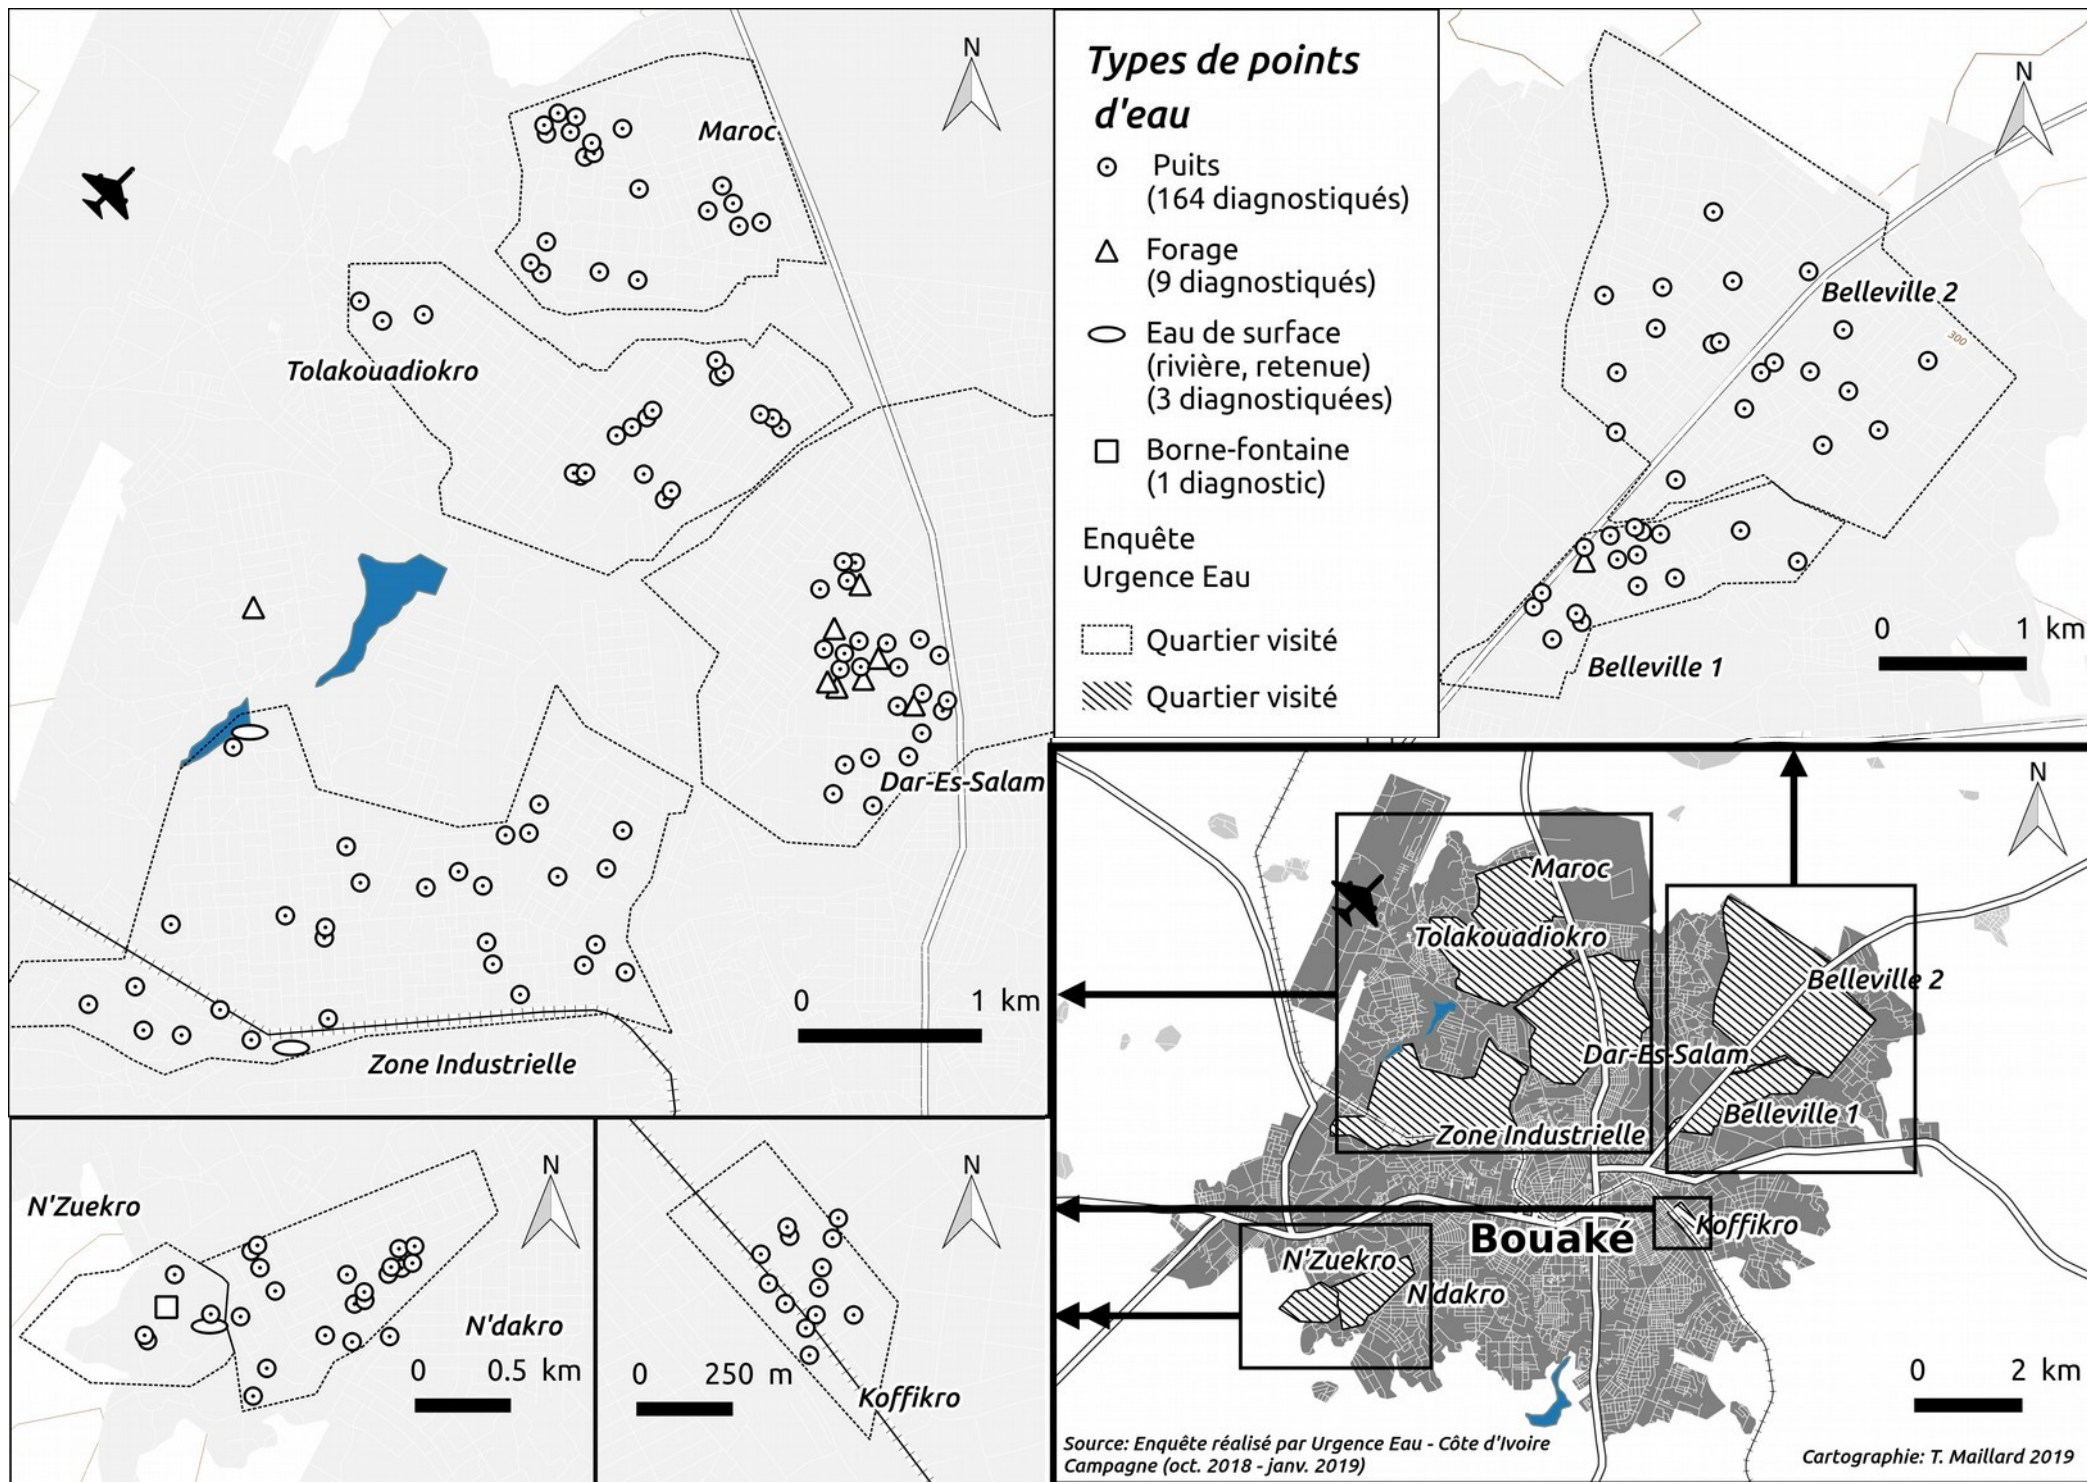 N
Maroc
Tolakouadiokro
Dar-Es-Salam
0 1 km
Zone Industrielle
Types de points
d'eau
Puits
(164 diagnostiqués)
Forage
(9 diagnostiqués)
Eau de surface
(rivière, retenue)
(3 diagnostiquées)
Borne-fontaine
(1 diagnostic)
Enquête
Urgence Eau
Quartier visité
Quartier visité
N
Belleville 2
300
0 1 km
Belleville 1
N
N'Zuekro
N'dakro
0 0.5 km
N
0 250 m
Koffikro
N
Maroc
Tolakouadiokro
Belleville 2
Dar-Es-Salam
Belleville 1
Zone Industrielle
Koffikro
Bouaké
N'Zuekro
N'dakro
0 2 km
Source: Enquête réalisé par Urgence Eau - Côte d'Ivoire
Campagne (oct. 2018 - janv. 2019)
Cartographie: T. Maillard 2019